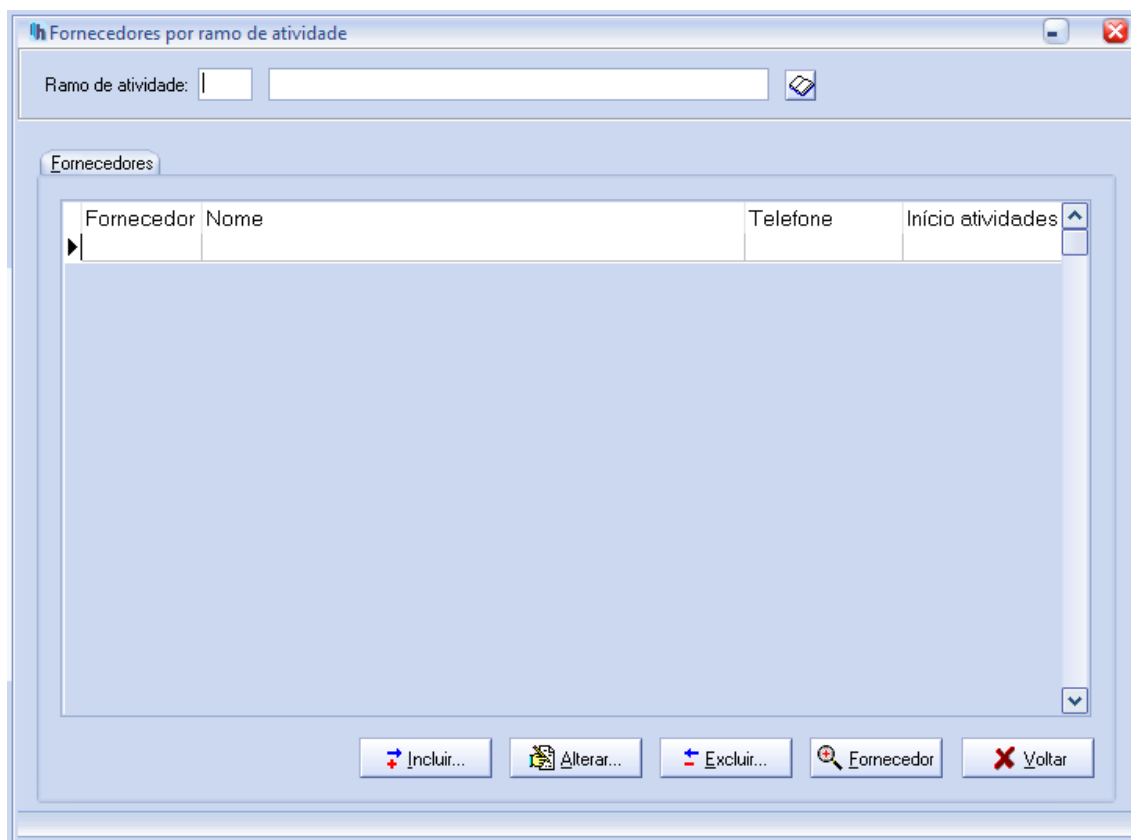 Fornecedores por ramo de atividade
Ramo de atividade:
Fornecedores
Fornecedor Nome Telefone Início atividades
Incluir... Alterar... Excluir... Fornecedor Voltar